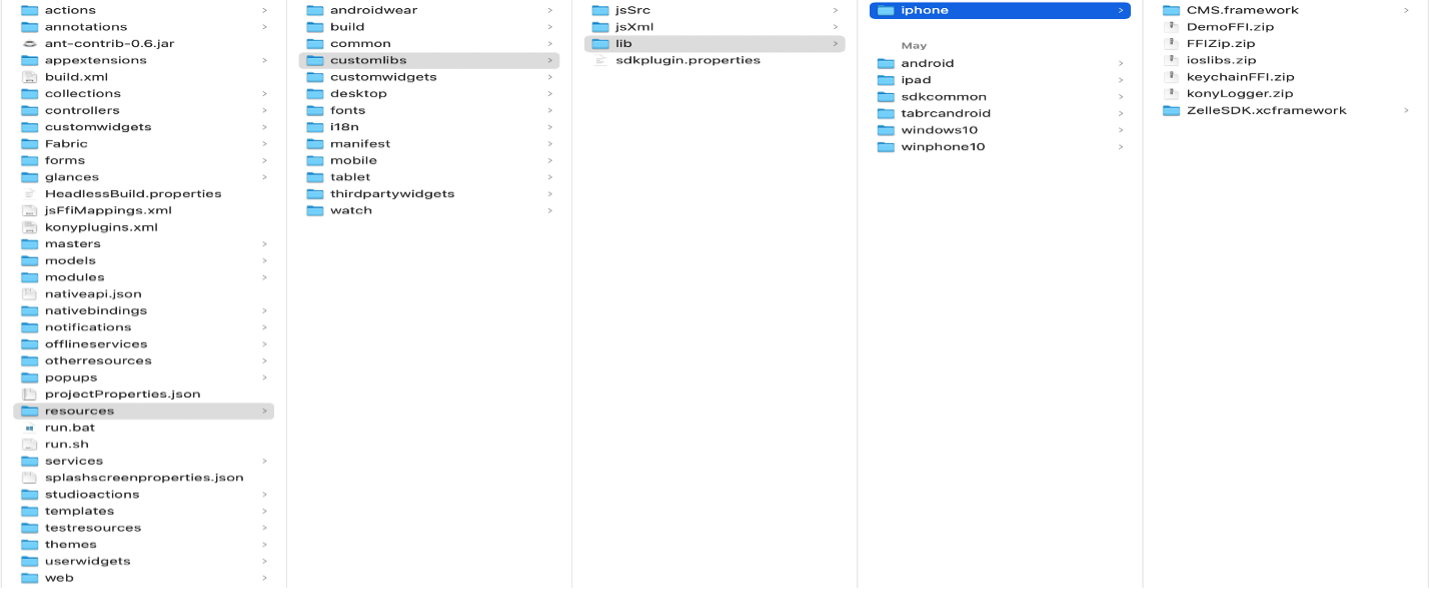 actions
annotations
ant-contrib-0.6.jar
appextensions
build.xml
collections
controllers
customwidgets
Fabric
forms
glances
HeadlessBuild.properties
jsFfiMappings.xml
konyplugins.xml
masters
models
modules
nativeapi.json
nativebindings
notifications
offlineservices
otherresources
popups
projectProperties.json
resources
run.bat
run.sh
services
splashscreenproperties.json
studioactions
templates
testresources
themes
userwidgets
web
androidwear
build
common
customlibs
customwidgets
desktop
fonts
i18n
manifest
mobile
tablet
thirdpartywidgets
watch
jsSrc
jsXml
lib
sdkplugin.properties
iphone
May
android
ipad
sdkcommon
tabrcandroid
windows10
winphone10
CMS.framework
DemoFFI.zip
FFIZip.zip
ioslibs.zip
keychainFFI.zip
konyLogger.zip
ZelleSDK.xcframework